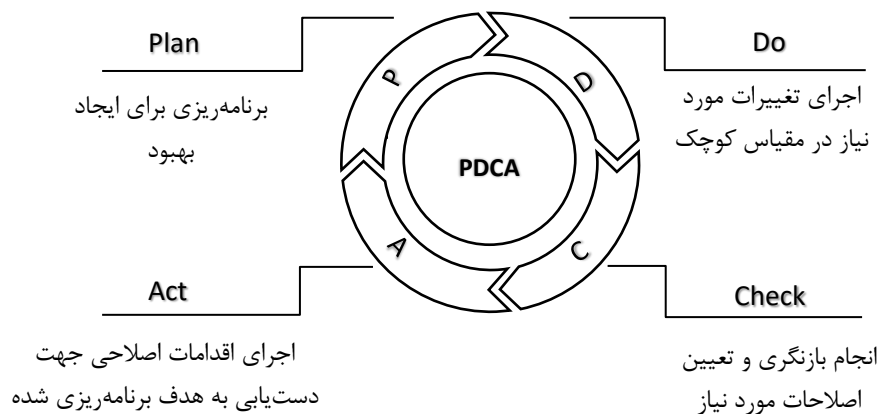 Plan
برنامه‌ریزی برای ایجاد
بهبود
Do
اجرای تغییرات مورد
نیاز در مقیاس کوچک
P
D
PDCA
A
C
Act
اجرای اقدامات اصلاحی جهت
دست‌یابی به هدف برنامه‌ریزی شده
Check
انجام بازنگری و تعیین
اصلاحات مورد نیاز